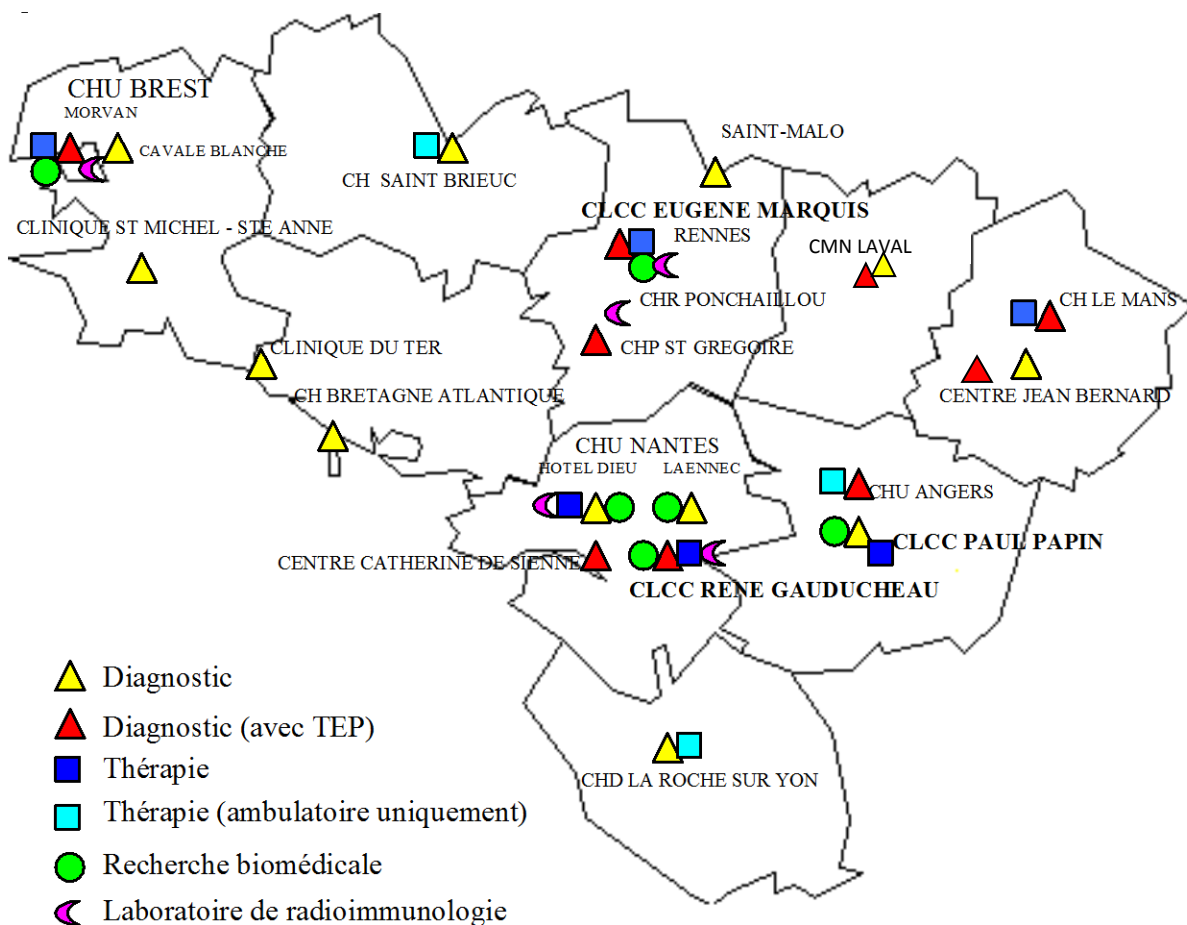 CHU BREST
MORVAN
CAVALE BLANCHE
CLINIQUE ST MICHEL - STE ANNE
CH SAINT BRIEUC
SAINT-MALO
CLCC EUGENE MARQUIS
RENNES
CHR PONCHAILLOU
CHP ST GREGOIRE
CMN LAVAL
CH LE MANS
CENTRE JEAN BERNARD
CLINIQUE DU TER
CH BRETAGNE ATLANTIQUE
CHU NANTES
HOTEL DIEU
LAENNEC
CENTRE CATHERINE DE SIENNE
CLCC RENE GAUDUCHEAU
CHU ANGERS
CLCC PAUL PAPIN
CHD LA ROCHE SUR YON
Diagnostic
Diagnostic (avec TEP)
Thérapie
Thérapie (ambulatoire uniquement)
Recherche biomédicale
Laboratoire de radioimmunologie